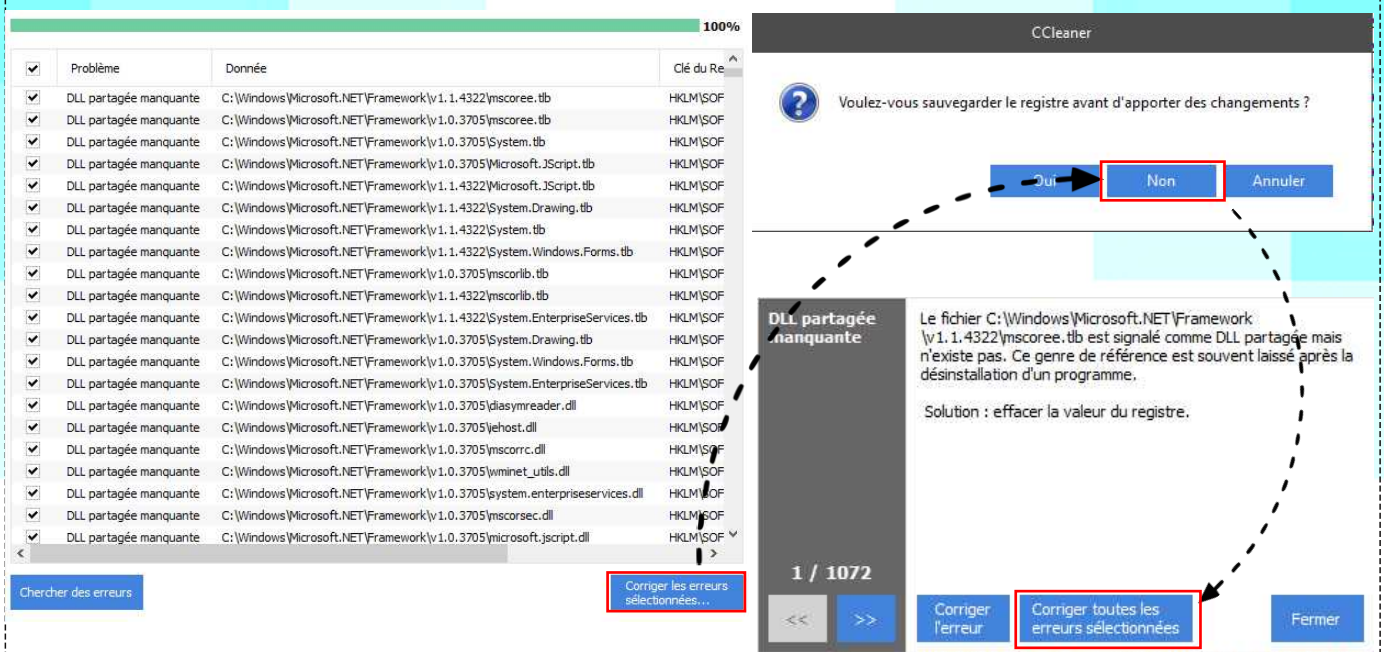 100%
Problème Donnée Clé du Re
DLL partagée manquante C:\Windows\Microsoft.NET\Framework\v1.1.4322\mscoree.tlb HKLM\SOF
DLL partagée manquante C:\Windows\Microsoft.NET\Framework\v1.0.3705\mscoree.tlb HKLM\SOF
DLL partagée manquante C:\Windows\Microsoft.NET\Framework\v1.0.3705\System.tlb HKLM\SOF
DLL partagée manquante C:\Windows\Microsoft.NET\Framework\v1.0.3705\Microsoft.JScript.tlb HKLM\SOF
DLL partagée manquante C:\Windows\Microsoft.NET\Framework\v1.1.4322\Microsoft.JScript.tlb HKLM\SOF
DLL partagée manquante C:\Windows\Microsoft.NET\Framework\v1.1.4322\System.Drawing.tlb HKLM\SOF
DLL partagée manquante C:\Windows\Microsoft.NET\Framework\v1.1.4322\System.tlb HKLM\SOF
DLL partagée manquante C:\Windows\Microsoft.NET\Framework\v1.1.4322\System.Windows.Forms.tlb HKLM\SOF
DLL partagée manquante C:\Windows\Microsoft.NET\Framework\v1.0.3705\mscorlib.tlb HKLM\SOF
DLL partagée manquante C:\Windows\Microsoft.NET\Framework\v1.1.4322\mscorlib.tlb HKLM\SOF
DLL partagée manquante C:\Windows\Microsoft.NET\Framework\v1.1.4322\System.EnterpriseServices.tlb HKLM\SOF
DLL partagée manquante C:\Windows\Microsoft.NET\Framework\v1.0.3705\System.Drawing.tlb HKLM\SOF
DLL partagée manquante C:\Windows\Microsoft.NET\Framework\v1.0.3705\System.Windows.Forms.tlb HKLM\SOF
DLL partagée manquante C:\Windows\Microsoft.NET\Framework\v1.0.3705\System.EnterpriseServices.tlb HKLM\SOF
DLL partagée manquante C:\Windows\Microsoft.NET\Framework\v1.0.3705\diasymreader.dll HKLM\SOF
DLL partagée manquante C:\Windows\Microsoft.NET\Framework\v1.0.3705\iehost.dll HKLM\SOF
DLL partagée manquante C:\Windows\Microsoft.NET\Framework\v1.0.3705\mscorrc.dll HKLM\SOF
DLL partagée manquante C:\Windows\Microsoft.NET\Framework\v1.0.3705\wminet_utils.dll HKLM\SOF
DLL partagée manquante C:\Windows\Microsoft.NET\Framework\v1.0.3705\system.enterpriseservices.dll HKLM\SOF
DLL partagée manquante C:\Windows\Microsoft.NET\Framework\v1.0.3705\mscorsec.dll HKLM\SOF
DLL partagée manquante C:\Windows\Microsoft.NET\Framework\v1.0.3705\microsoft.jscript.dll HKLM\SOF
Chercher des erreurs
Corriger les erreurs
sélectionnées...
CCleaner
Voulez-vous sauvegarder le registre avant d'apporter des changements ?
Oui Non Annuler
DLL partagée
manquante
Le fichier C:\Windows\Microsoft.NET\Framework
\v1.1.4322\mscoree.tlb est signalé comme DLL partagée mais
n'existe pas. Ce genre de référence est souvent laissé après la
désinstallation d'un programme.
Solution : effacer la valeur du registre.
1 / 1072
<< >>
Corriger
l'erreur
Corriger toutes les
erreurs sélectionnées
Fermer